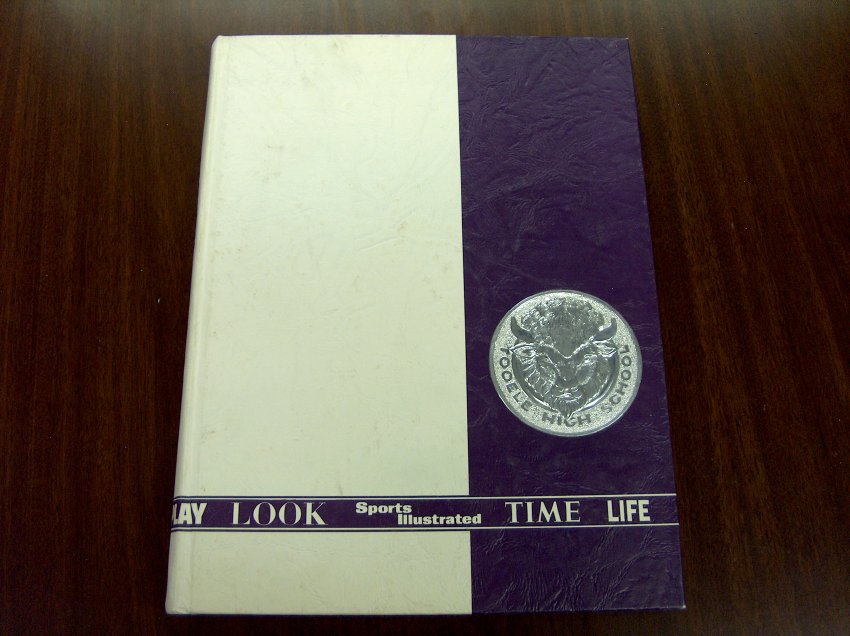 TOOELE HIGH SCHOOL
LAY LOOK Sports Illustrated TIME LIFE